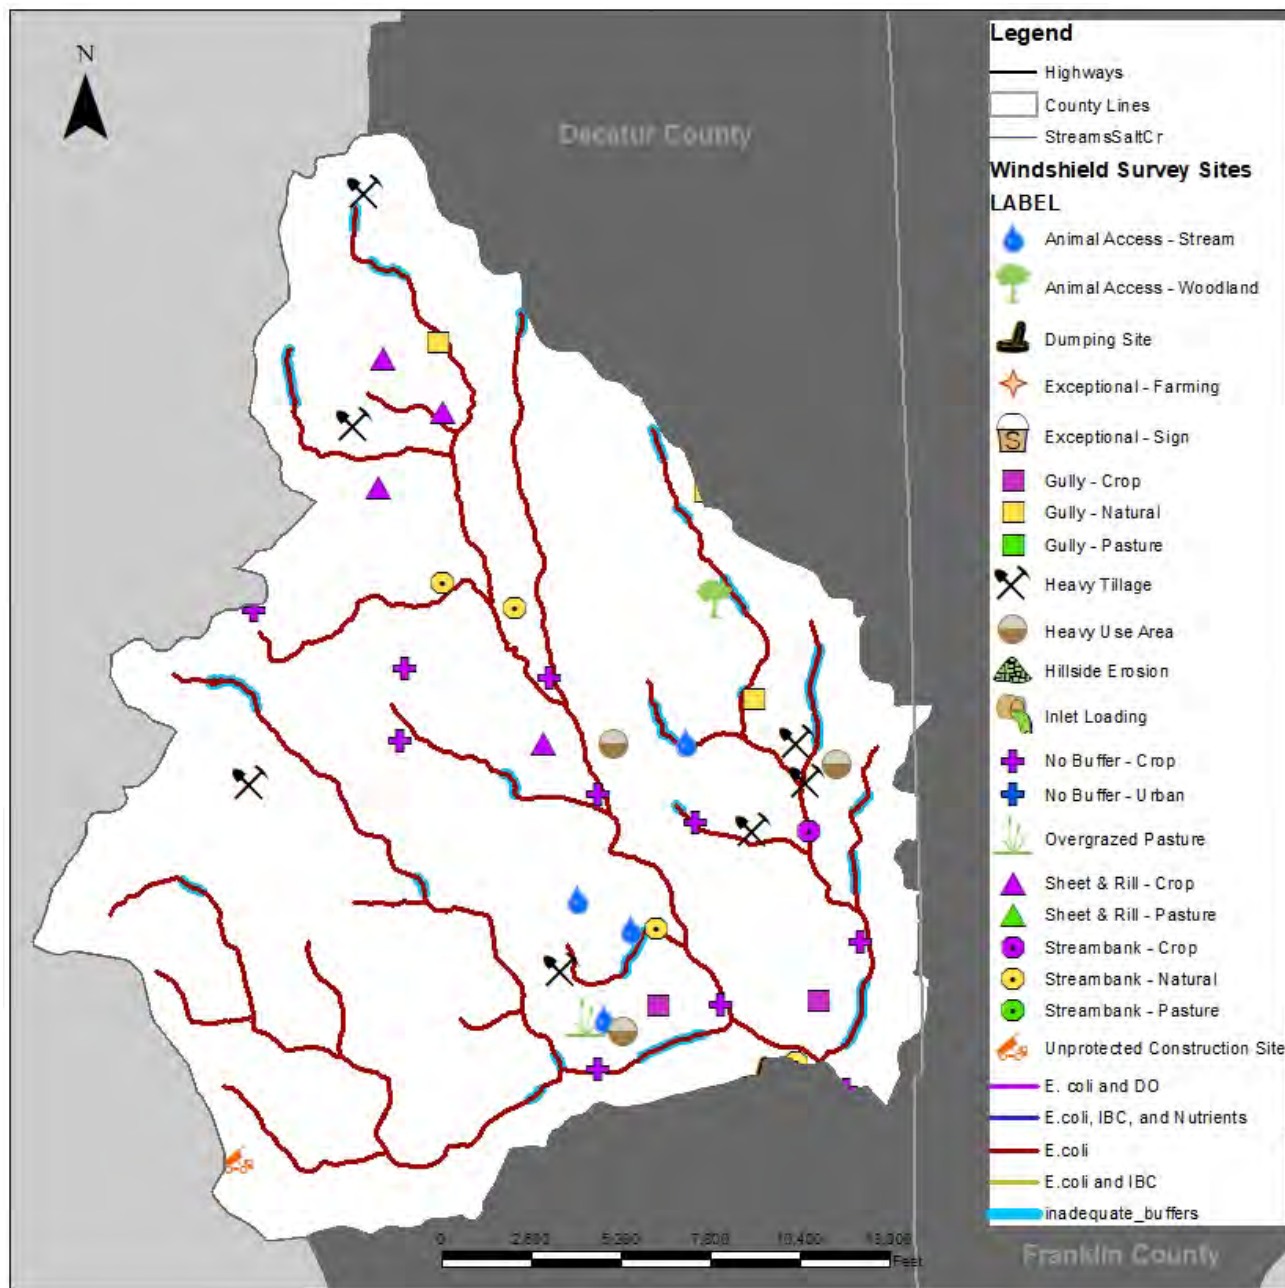 N
Decatur County
Legend
Highways
County Lines
StreamsSaltCr
Windshield Survey Sites
LABEL
Animal Access - Stream
Animal Access - Woodland
Dumping Site
Exceptional - Farming
S
Exceptional - Sign
Gully - Crop
Gully - Natural
Gully - Pasture
Heavy Tillage
Heavy Use Area
Hillside Erosion
Inlet Loading
No Buffer - Crop
No Buffer - Urban
Overgrazed Pasture
Sheet & Rill - Crop
Sheet & Rill - Pasture
Streambank - Crop
Streambank - Natural
Streambank - Pasture
Unprotected Construction Site
E. coli and DO
E.coli, IBC, and Nutrients
E.coli
E.coli and IBC
inadequate_buffers
0 7,800 10,400
Feet
Franklin County